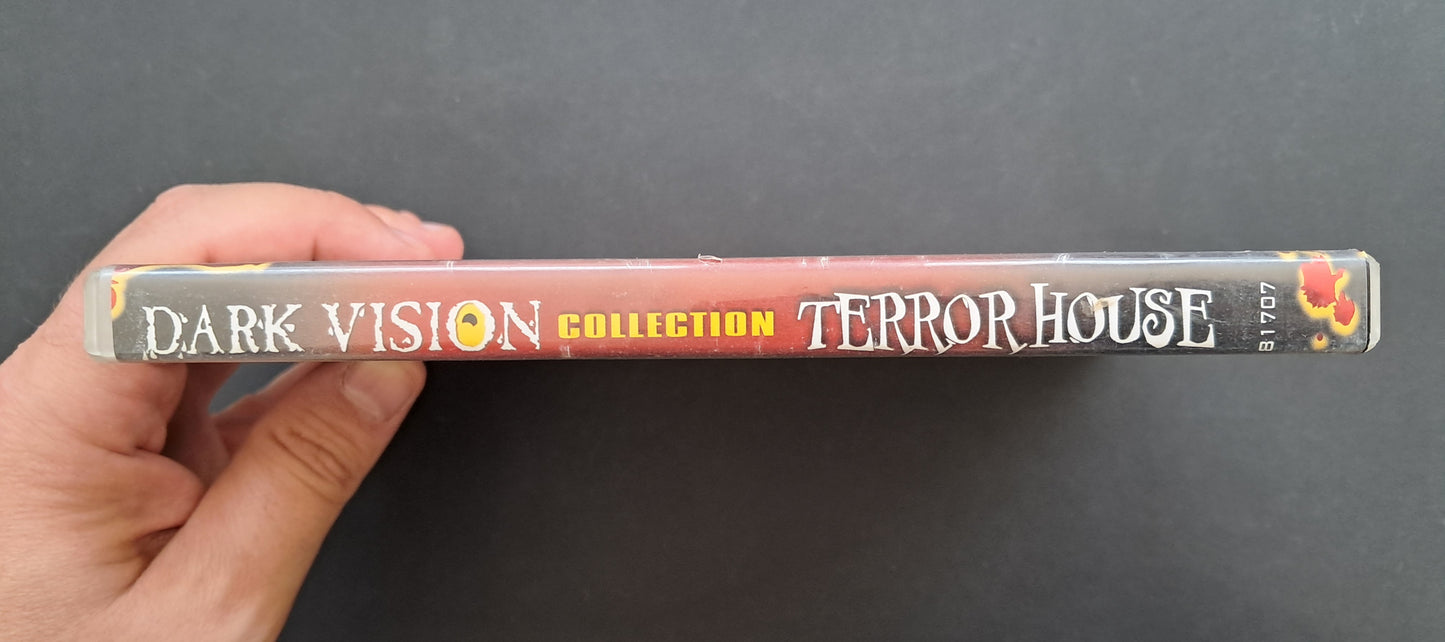 DARK VISION COLLECTION TERROR HOUSE
81707